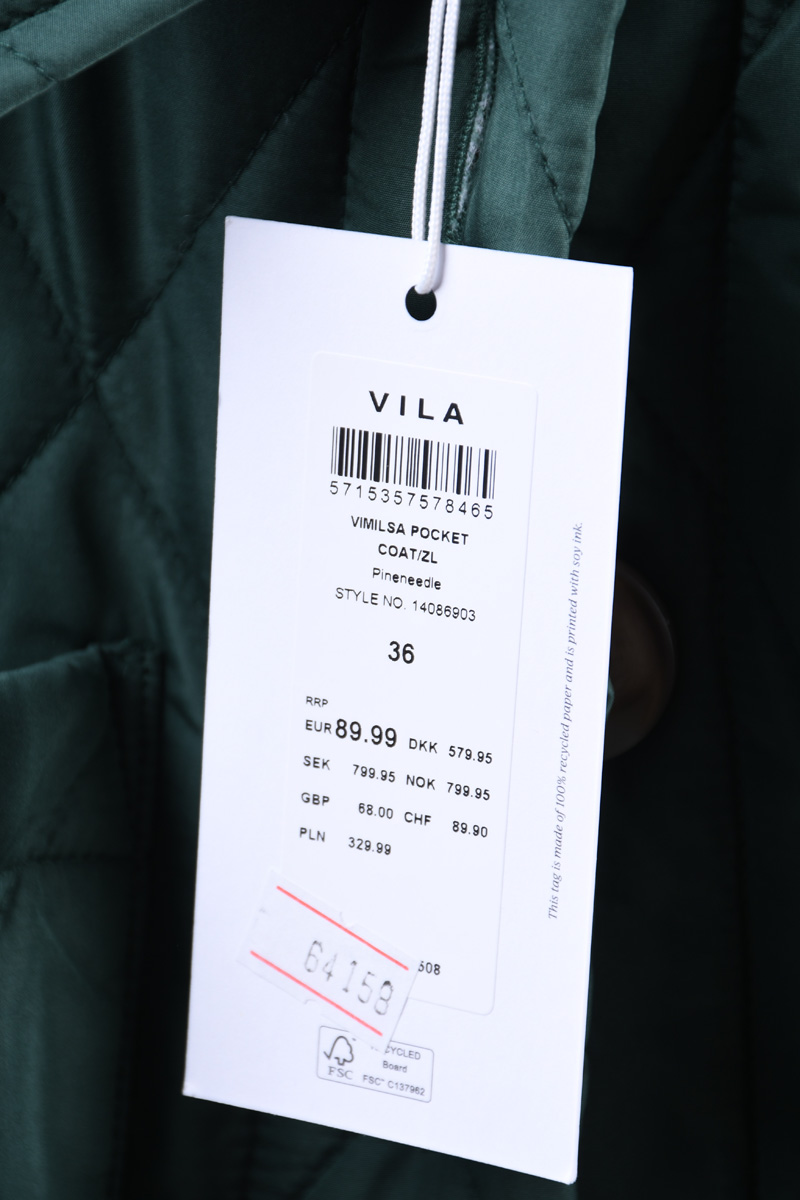 VILA
5715357578465
VIMILSA POCKET
COAT/ZL
Pineneedle
STYLE NO. 14086903
36
RRP
EUR 89.99 DKK 579.95
SEK 799.95 NOK 799.95
GBP 68.00 CHF 89.90
PLN 329.99
508
64158
CYCLED
Board
FSC
FSC™ C137962
This tag is made of 100% recycled paper and is printed with soy ink.